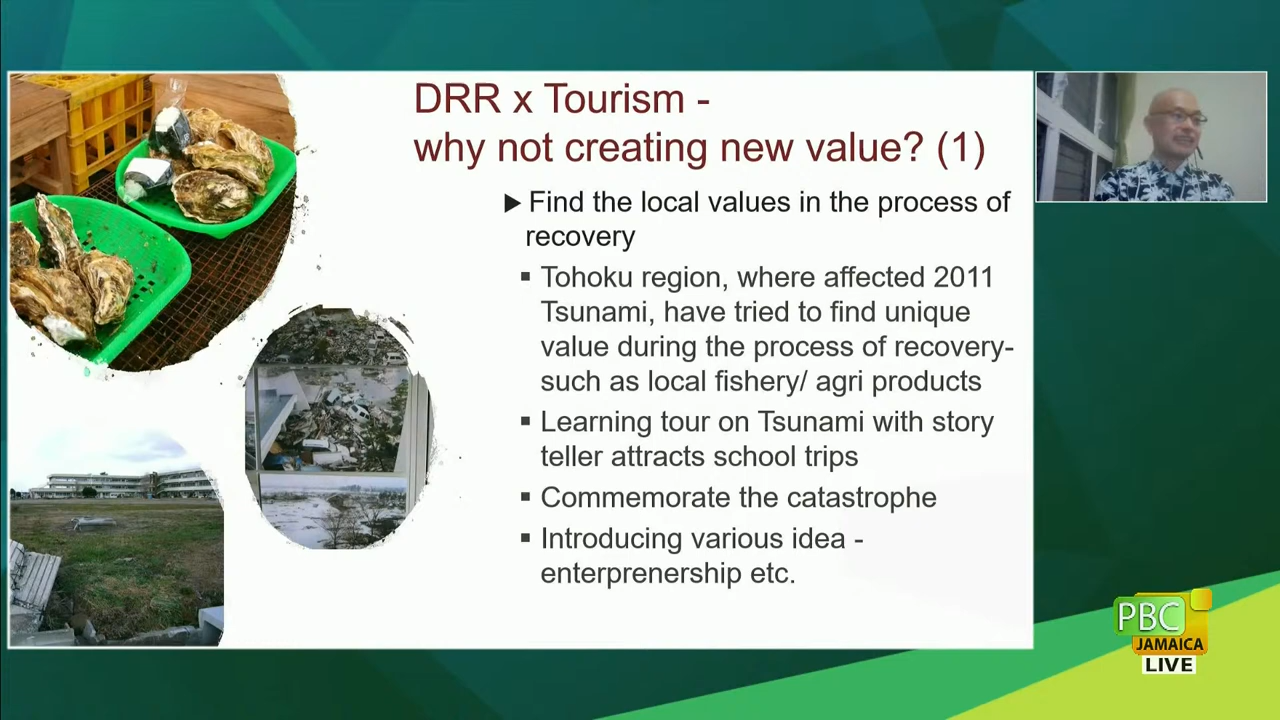 DRR x Tourism -
why not creating new value? (1)
Find the local values in the process of
recovery
Tohoku region, where affected 2011
Tsunami, have tried to find unique
value during the process of recovery-
such as local fishery/ agri products
Learning tour on Tsunami with story
teller attracts school trips
Commemorate the catastrophe
Introducing various idea -
enterprenership etc.
PBC
JAMAICA
LIVE